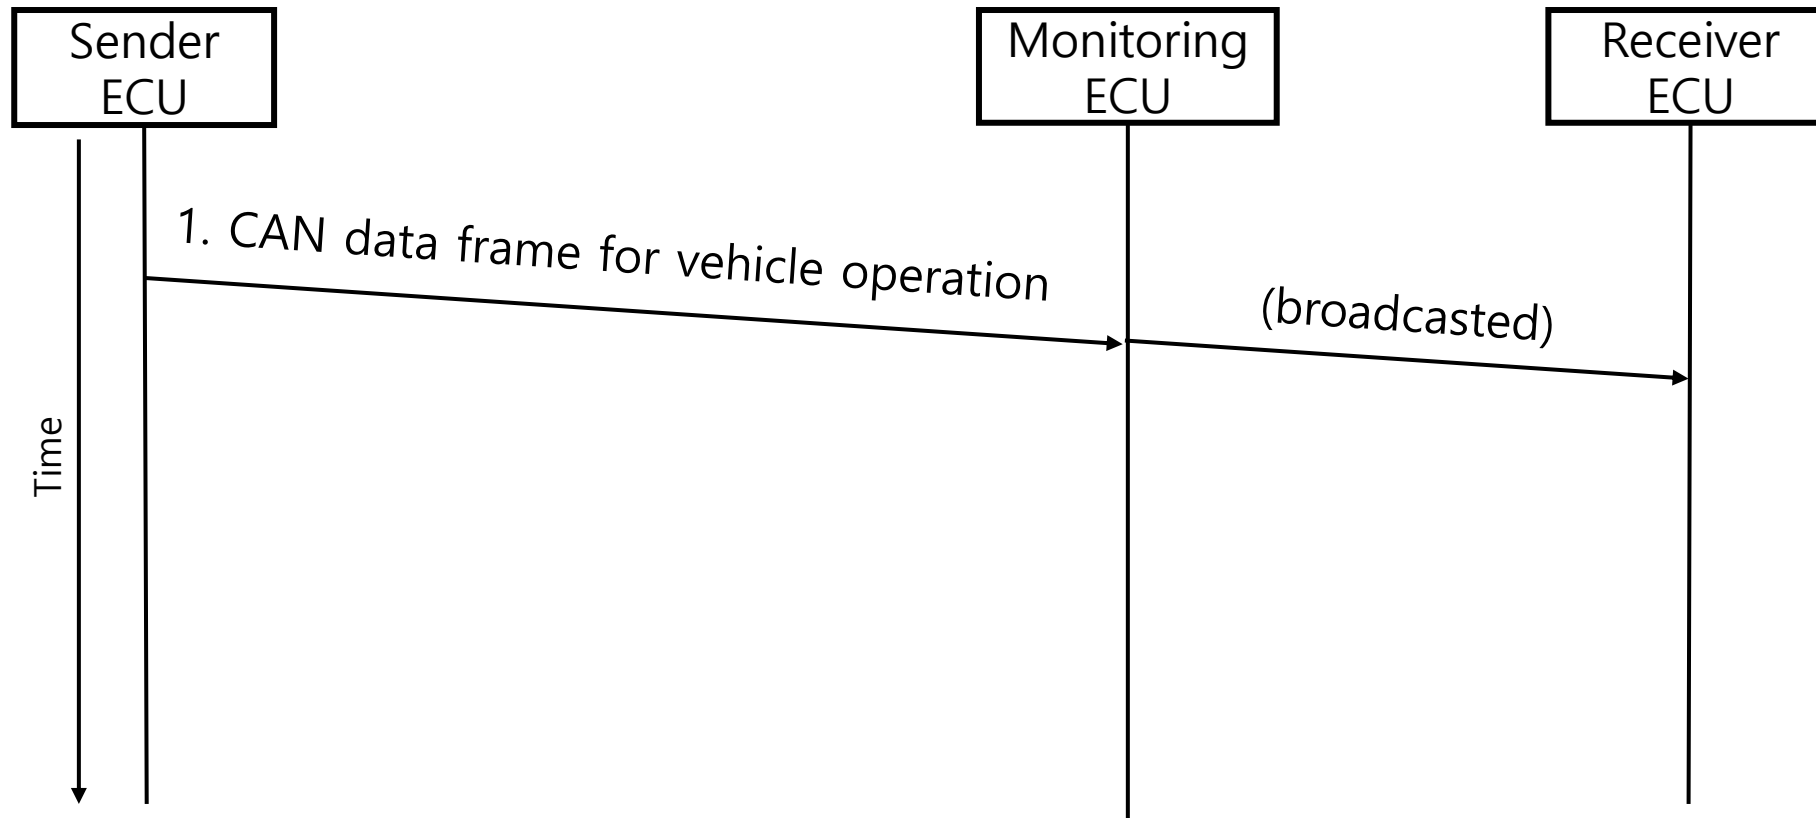 Sender
ECU
Monitoring
ECU
Receiver
ECU
1. CAN data frame for vehicle operation
(broadcasted)
Time